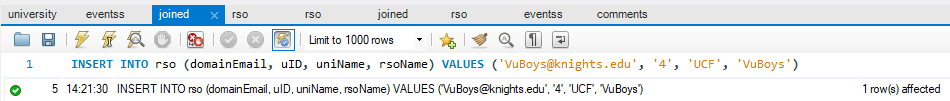 university eventss joined rso rso joined rso eventss comments
Limit to 1000 rows
1 INSERT INTO rso (domainEmail, uID, uniName, rsoName) VALUES ('VuBoys@knights.edu', '4', 'UCF', 'VuBoys')
5 14:21:30 INSERT INTO rso (domainEmail, uID, uniName, rsoName) VALUES ('VuBoys@knights.edu', '4', 'UCF', 'VuBoys') 1 row(s) affected